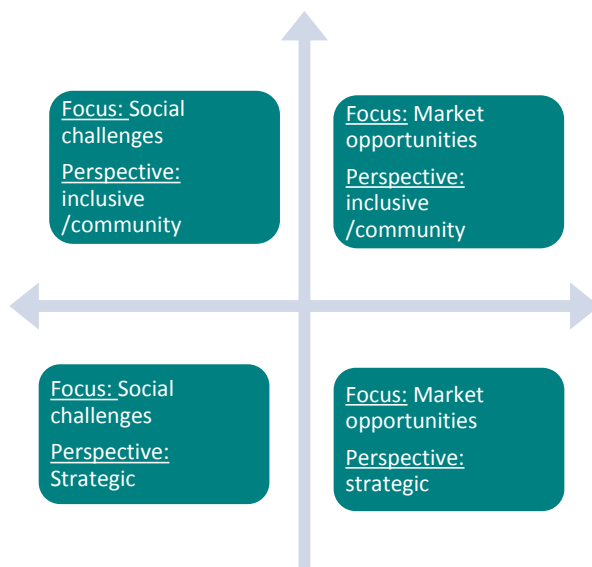 Focus: Social
challenges
Perspective:
inclusive
/community
Focus: Market
opportunities
Perspective:
inclusive
/community
Focus: Social
challenges
Perspective:
Strategic
Focus: Market
opportunities
Perspective:
strategic